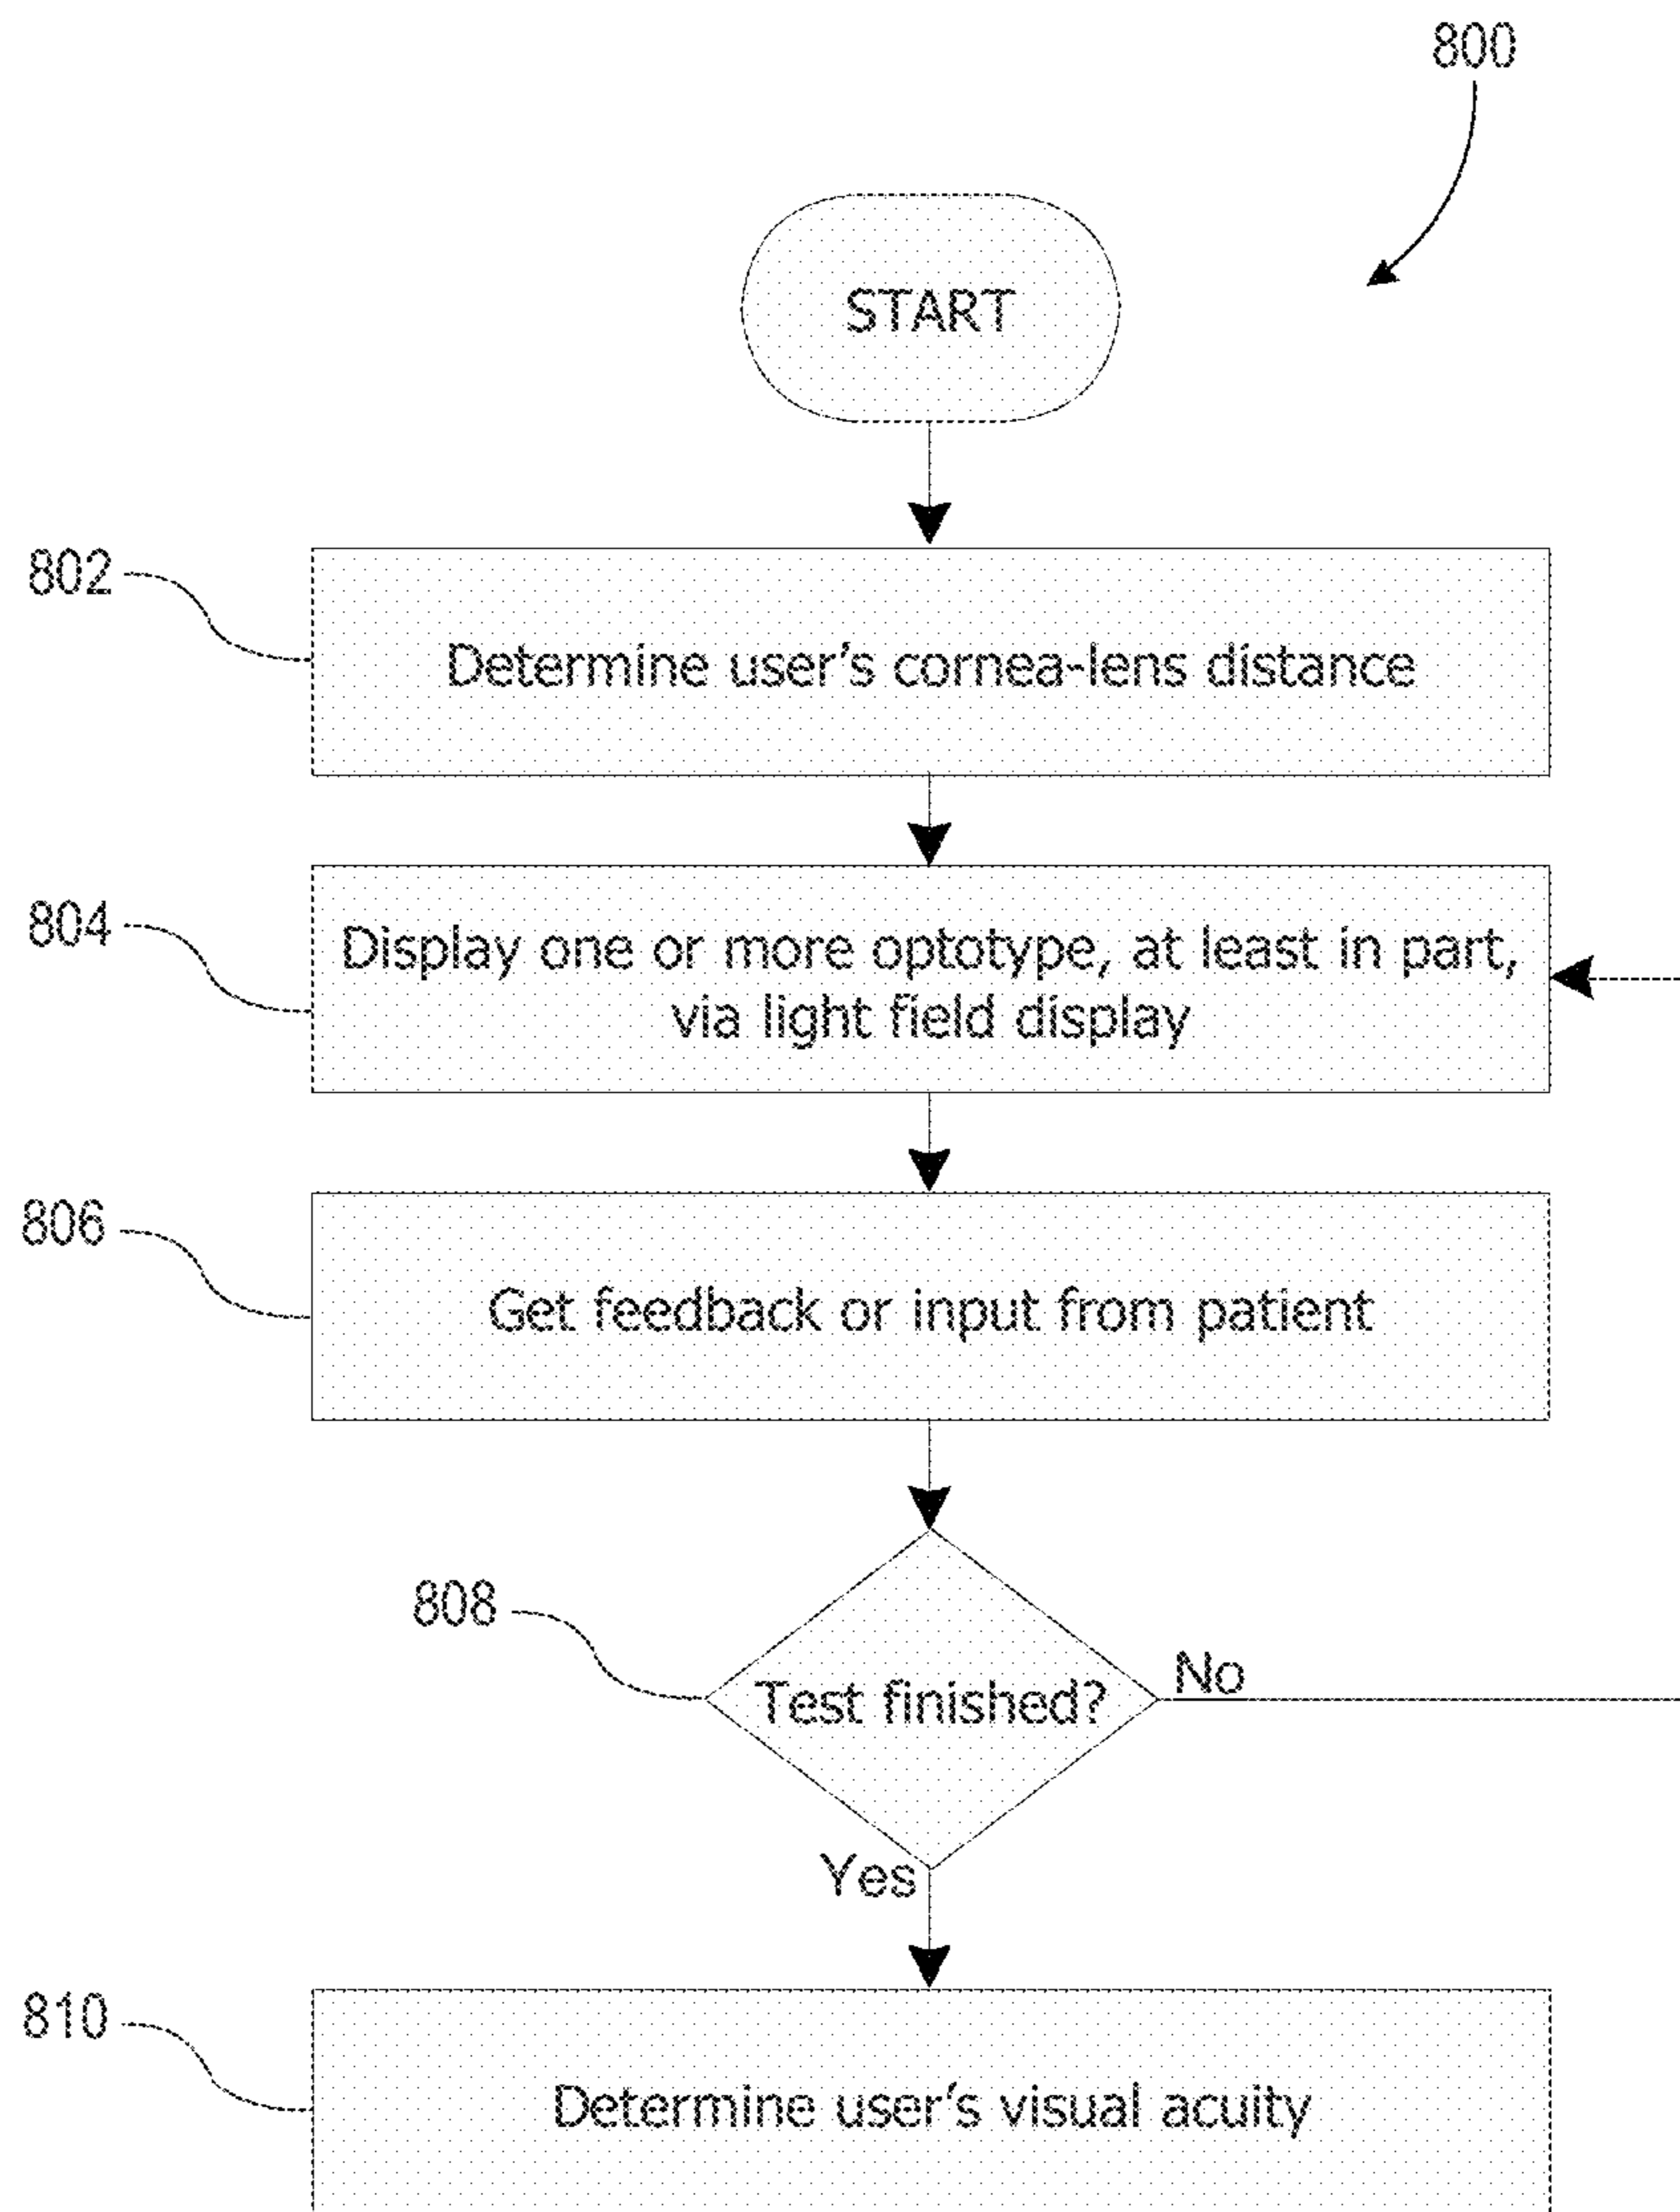 800
START
802
Determine user's cornea-lens distance
804
Display one or more optotype, at least in part,
via light field display
806
Get feedback or input from patient
808
Test finished?
No
Yes
810
Determine user's visual acuity